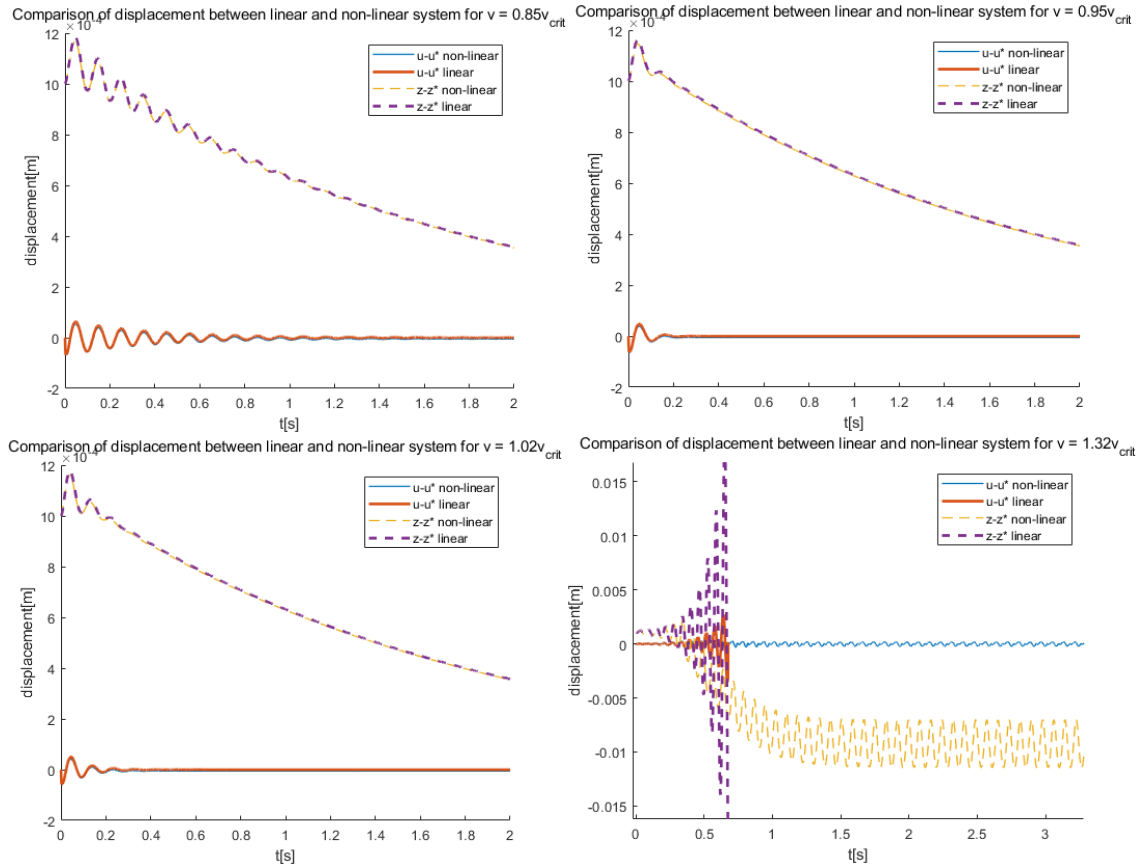 Comparison of displacement between linear and non-linear system for v = 0.85v_crit
×10^-4
12
10
8
6
4
2
0
-2
displacement[m]
u-u* non-linear
u-u* linear
z-z* non-linear
z-z* linear
0 0.2 0.4 0.6 0.8 1 1.2 1.4 1.6 1.8 2
t[s]
Comparison of displacement between linear and non-linear system for v = 0.95v_crit
×10^-4
12
10
8
6
4
2
0
-2
displacement[m]
u-u* non-linear
u-u* linear
z-z* non-linear
z-z* linear
0 0.2 0.4 0.6 0.8 1 1.2 1.4 1.6 1.8 2
t[s]
Comparison of displacement between linear and non-linear system for v = 1.02v_crit
×10^-4
12
10
8
6
4
2
0
-2
displacement[m]
u-u* non-linear
u-u* linear
z-z* non-linear
z-z* linear
0 0.2 0.4 0.6 0.8 1 1.2 1.4 1.6 1.8 2
t[s]
Comparison of displacement between linear and non-linear system for v = 1.32v_crit
0.015
0.01
0.005
0
-0.005
-0.01
-0.015
displacement[m]
u-u* non-linear
u-u* linear
z-z* non-linear
z-z* linear
0 0.5 1 1.5 2 2.5 3
t[s]